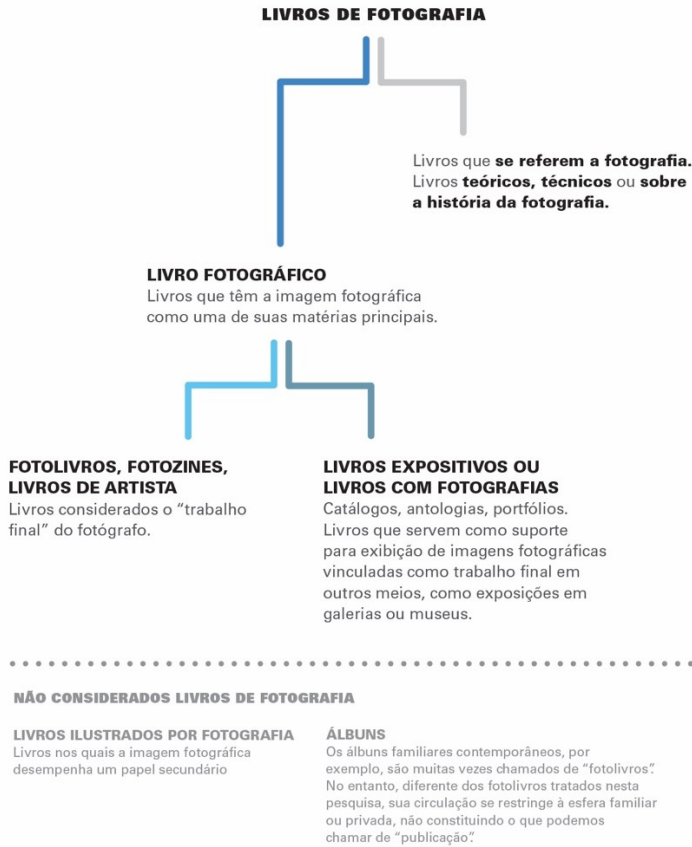 LIVROS DE FOTOGRAFIA
Livros que se referem a fotografia.
Livros teóricos, técnicos ou sobre
a história da fotografia.
LIVRO FOTOGRÁFICO
Livros que têm a imagem fotográfica
como uma de suas matérias principais.
FOTOLIVROS, FOTOZINES,
LIVROS DE ARTISTA
Livros considerados o “trabalho
final” do fotógrafo.
LIVROS EXPOSITIVOS OU
LIVROS COM FOTOGRAFIAS
Catálogos, antologias, portfólios.
Livros que servem como suporte
para exibição de imagens fotográficas
vinculadas como trabalho final em
outros meios, como exposições em
galerias ou museus.
NÃO CONSIDERADOS LIVROS DE FOTOGRAFIA
LIVROS ILUSTRADOS POR FOTOGRAFIA
Livros nos quais a imagem fotográfica
desempenha um papel secundário
ÁLBUNS
Os álbuns familiares contemporâneos, por
exemplo, são muitas vezes chamados de “fotolivros”.
No entanto, diferente dos fotolivros tratados nesta
pesquisa, sua circulação se restringe à esfera familiar
ou privada, não constituindo o que podemos
chamar de “publicação”.